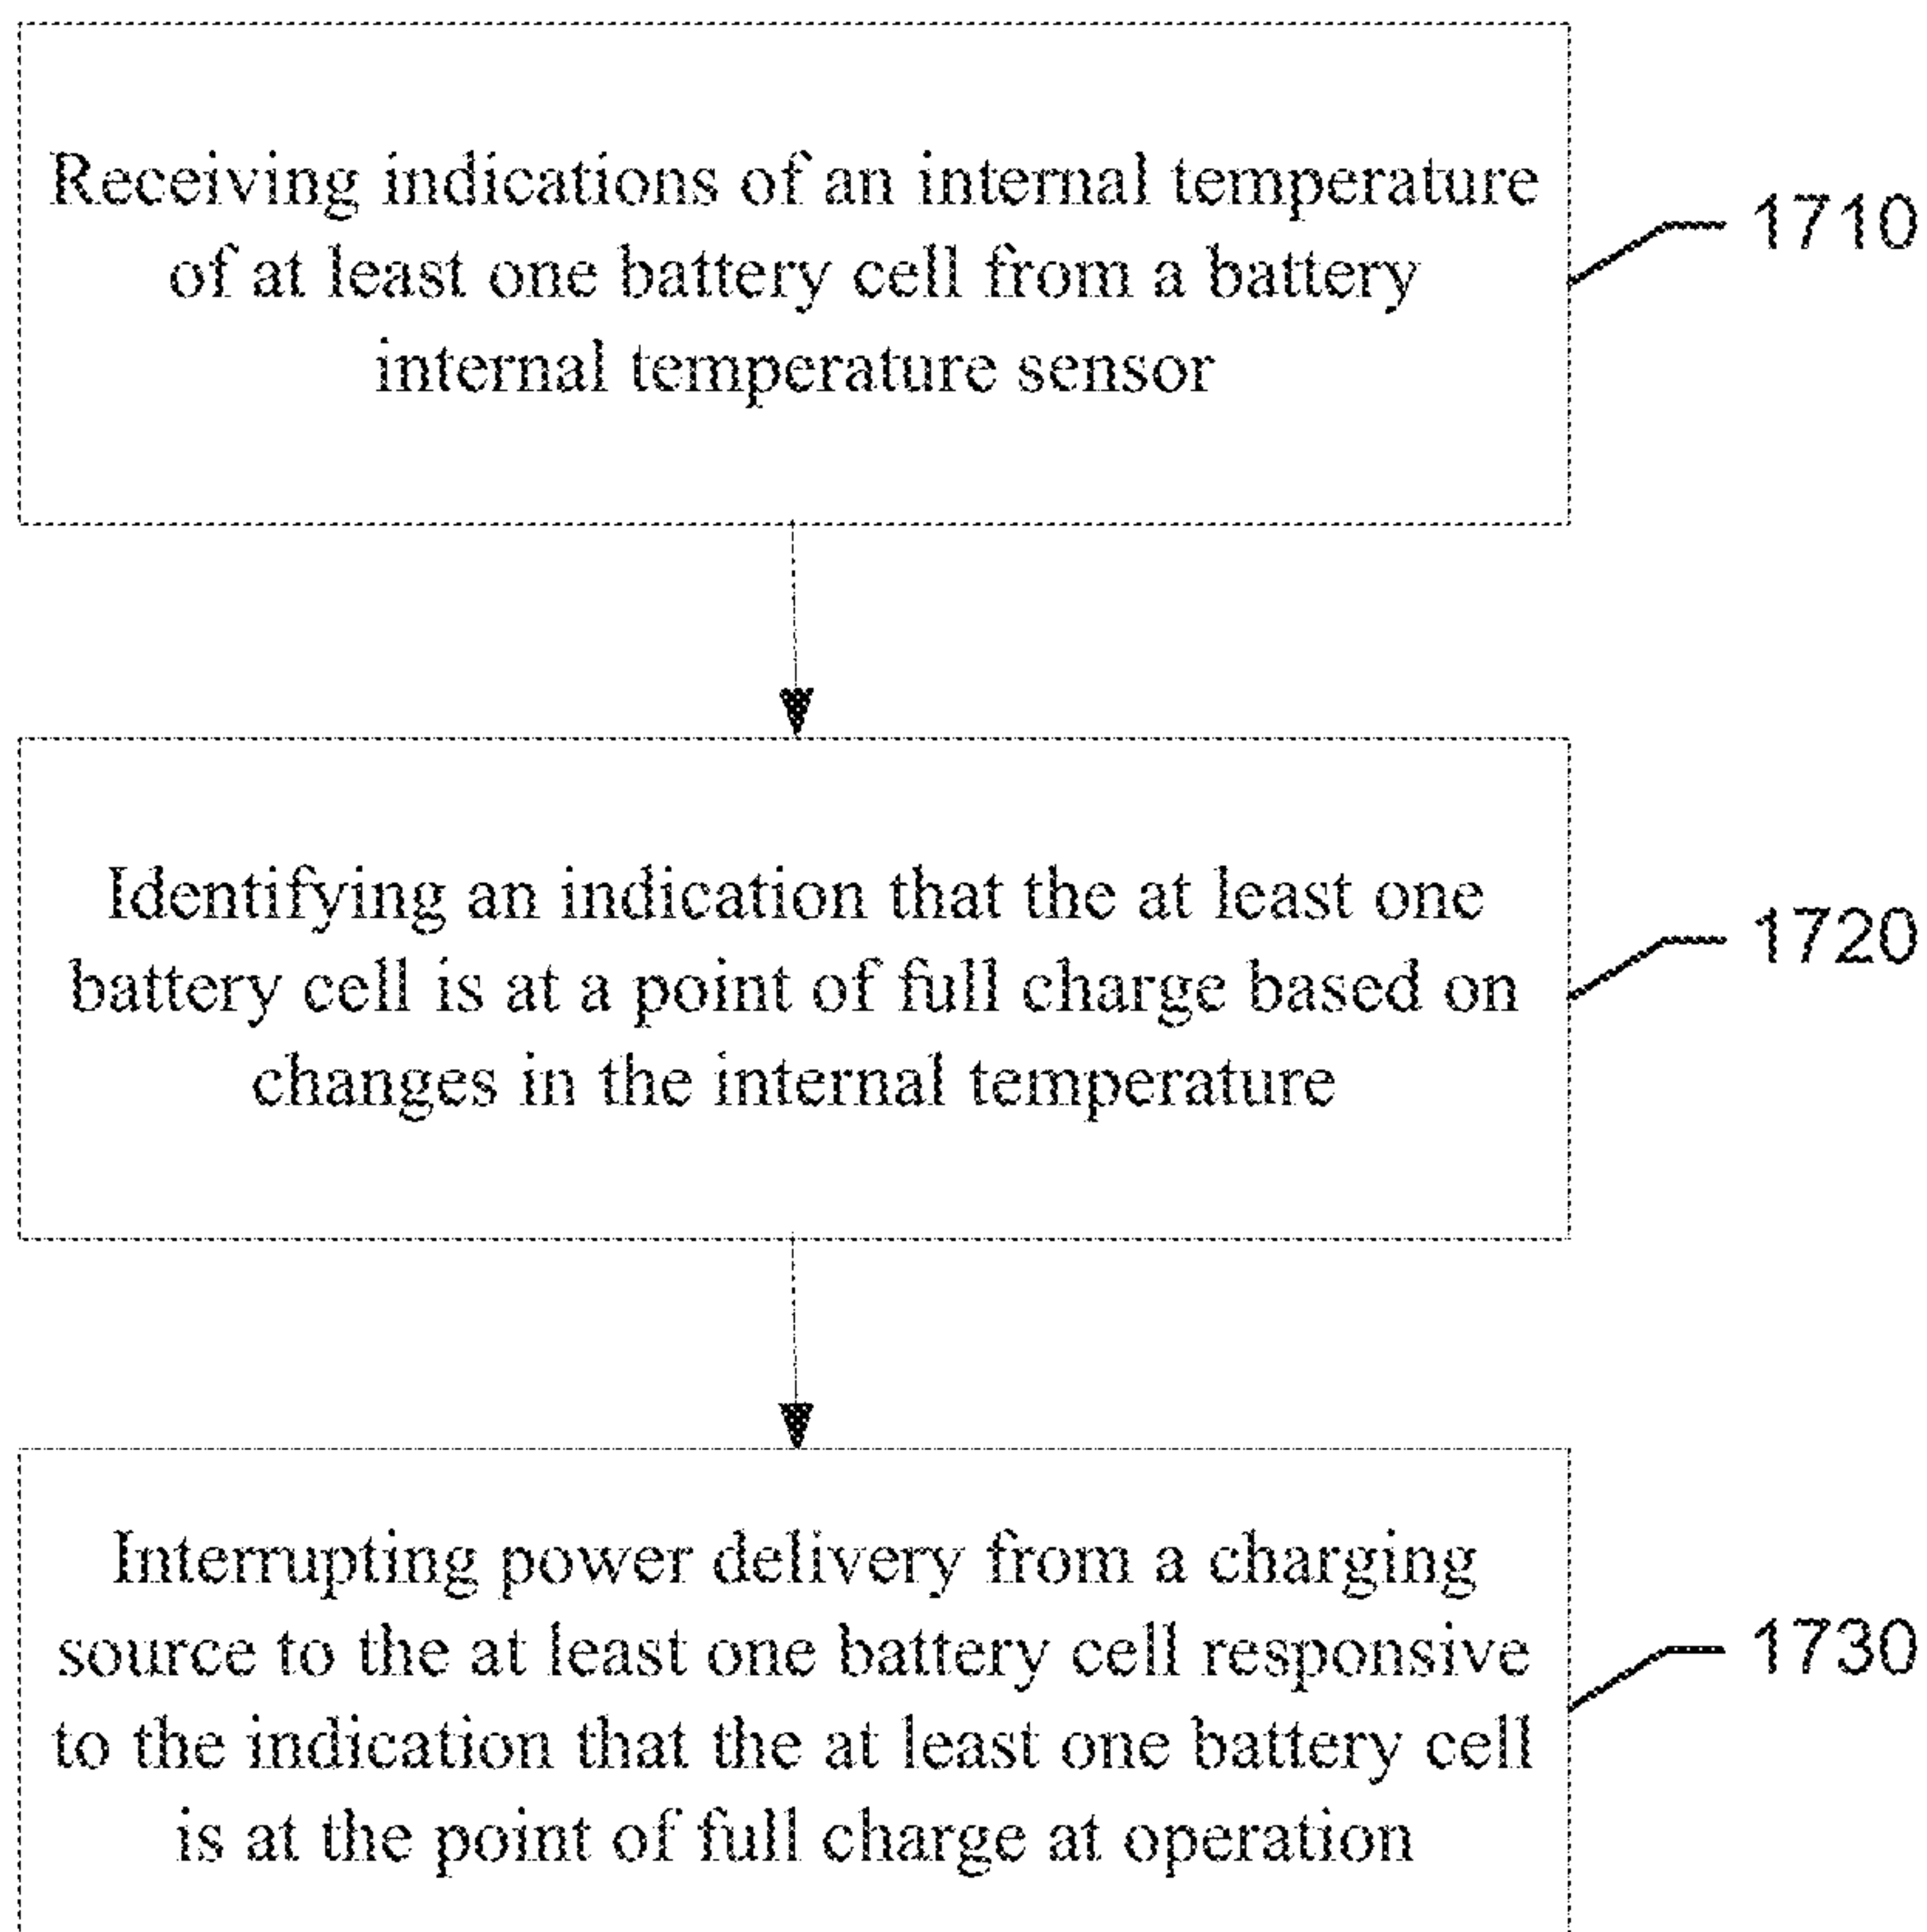 Receiving indications of an internal temperature
of at least one battery cell from a battery
internal temperature sensor
1710
Identifying an indication that the at least one
battery cell is at a point of full charge based on
changes in the internal temperature
1720
Interrupting power delivery from a charging
source to the at least one battery cell responsive
to the indication that the at least one battery cell
is at the point of full charge at operation
1730